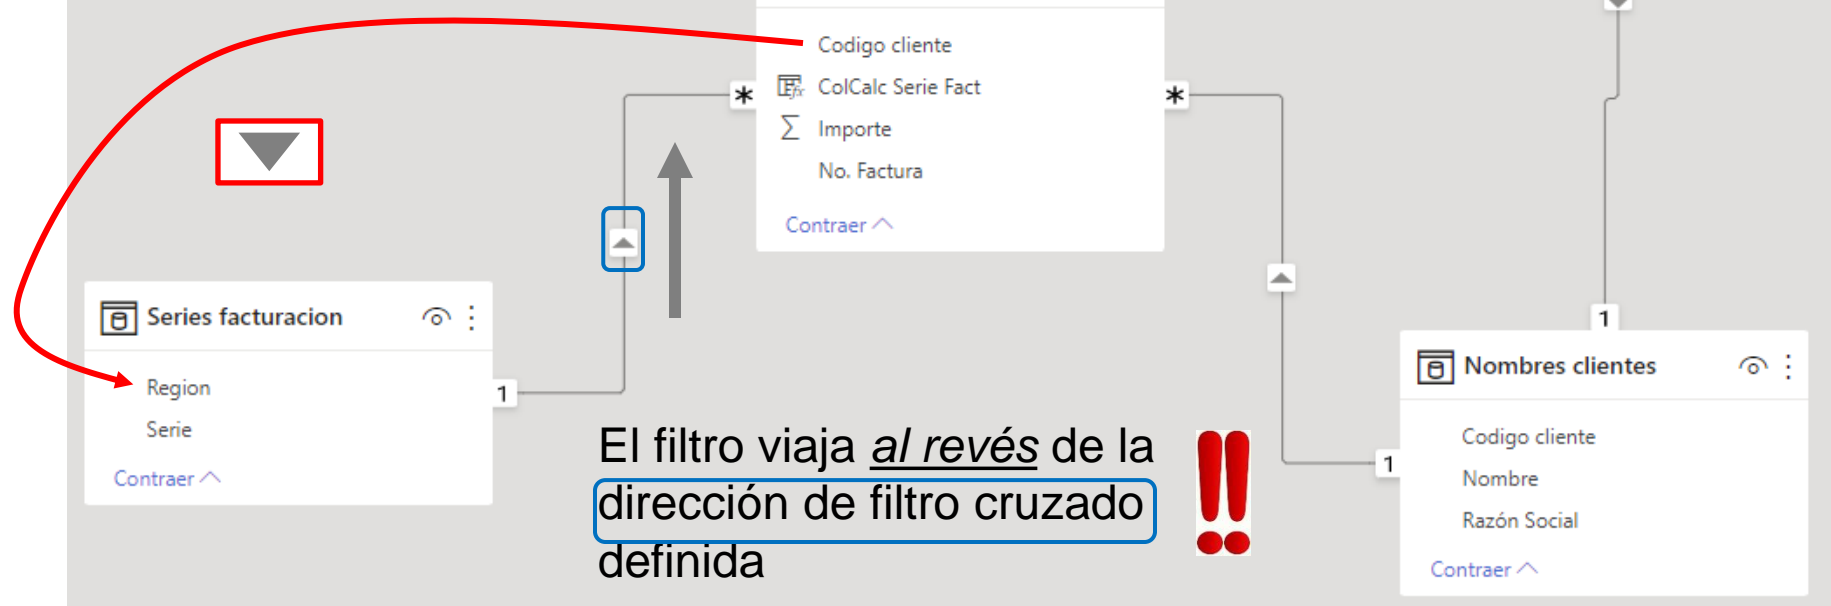 Codigo cliente
ColCalc Serie Fact
Importe
No. Factura
Contraer
*
*
Series facturacion
Region
Serie
Contraer
1
1
Nombres clientes
Codigo cliente
Nombre
Razón Social
Contraer
1
El filtro viaja al revés de la
dirección de filtro cruzado
definida